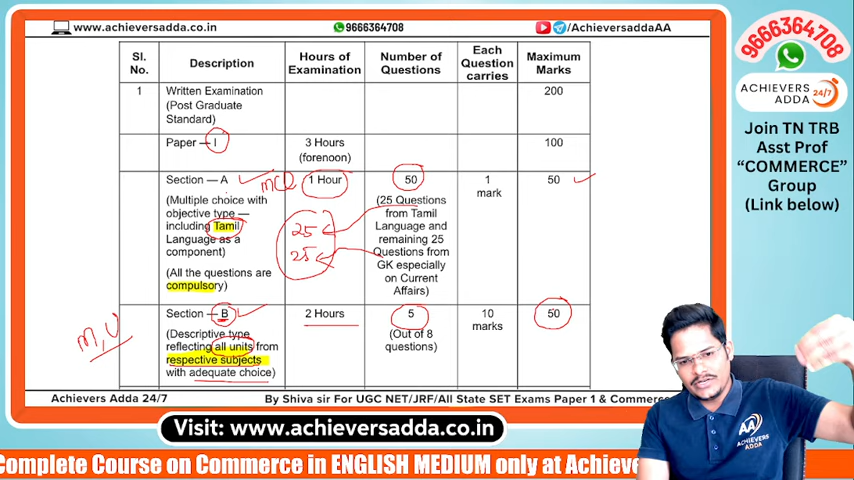 www.achieversadda.co.in
9666364708
/AchieversaddaAA
9666364708
ACHIEVERS
ADDA 24/7
Join TN TRB
Asst Prof
“COMMERCE”
Group
(Link below)
Sl. No.
Description
Hours of Examination
Number of Questions
Each Question carries
Maximum Marks
1
Written Examination
(Post Graduate
Standard)
200
Paper — I
3 Hours
(forenoon)
100
Section — A
(Multiple choice with
objective type —
including Tamil
Language as a
component)
(All the questions are
compulsory)
MCQ
1 Hour
25
25
50
(25 Questions
from Tamil
Language and
remaining 25
Questions from
GK especially
on Current
Affairs)
1
mark
50
Section — B
(Descriptive type
reflecting all units from
respective subjects
with adequate choice)
2 Hours
5
(Out of 8
questions)
10
marks
50
Achievers Adda 24/7
By Shiva sir For UGC NET/JRF/All State SET Exams Paper 1 & Commerce
AA
ACHIEVERS
ADDA
Visit: www.achieversadda.co.in
Complete Course on Commerce in ENGLISH MEDIUM only at Achieve